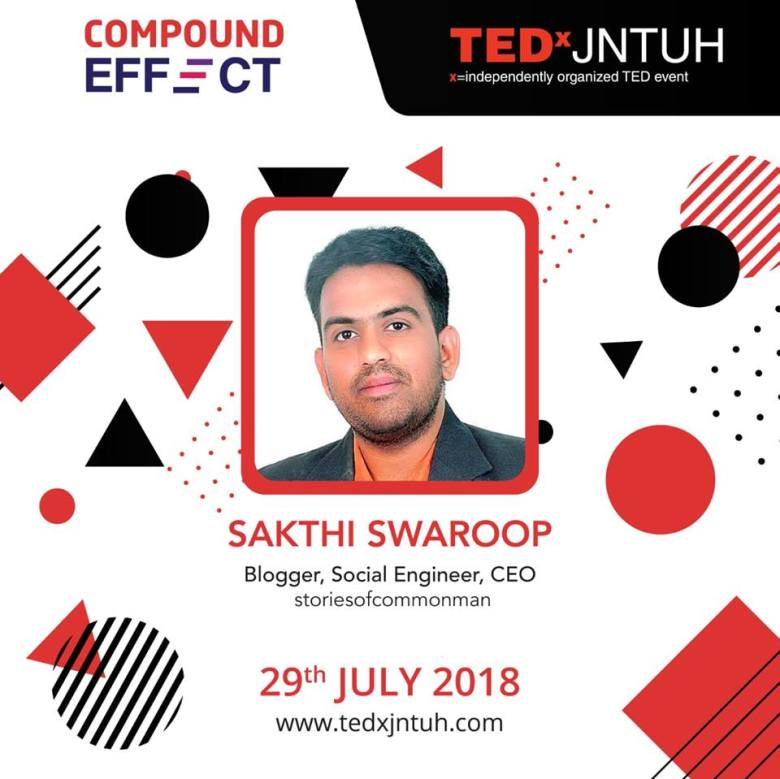 COMPOUND
EFFECT
TEDxJNTUH
x=independently organized TED event
SAKTHI SWAROOP
Blogger, Social Engineer, CEO
storiesofcommonman
29th JULY 2018
www.tedxjntuh.com